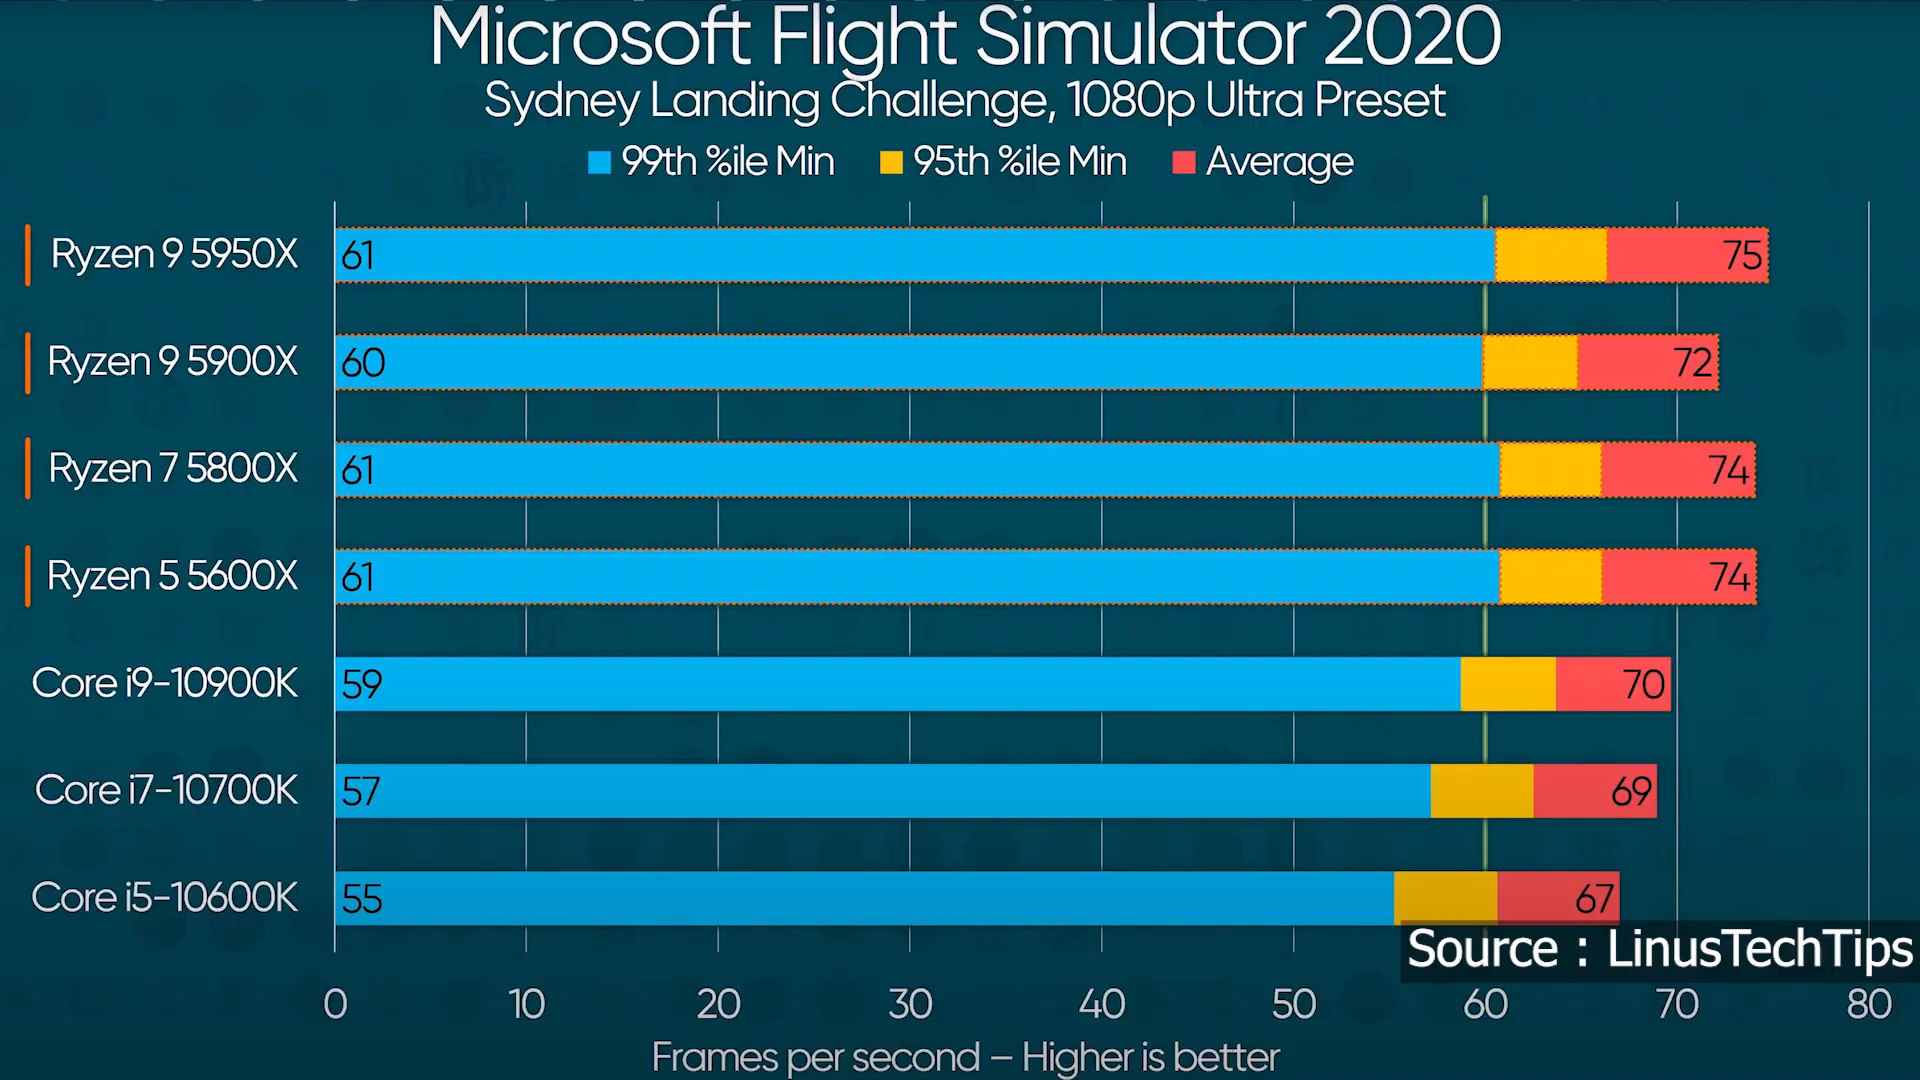 Microsoft Flight Simulator 2020
Sydney Landing Challenge, 1080p Ultra Preset
99th %ile Min 95th %ile Min Average
Ryzen 9 5950X 61 75
Ryzen 9 5900X 60 72
Ryzen 7 5800X 61 74
Ryzen 5 5600X 61 74
Core i9-10900K 59 70
Core i7-10700K 57 69
Core i5-10600K 55 67
Source : LinusTechTips
0 10 20 30 40 50 60 70 80
Frames per second – Higher is better